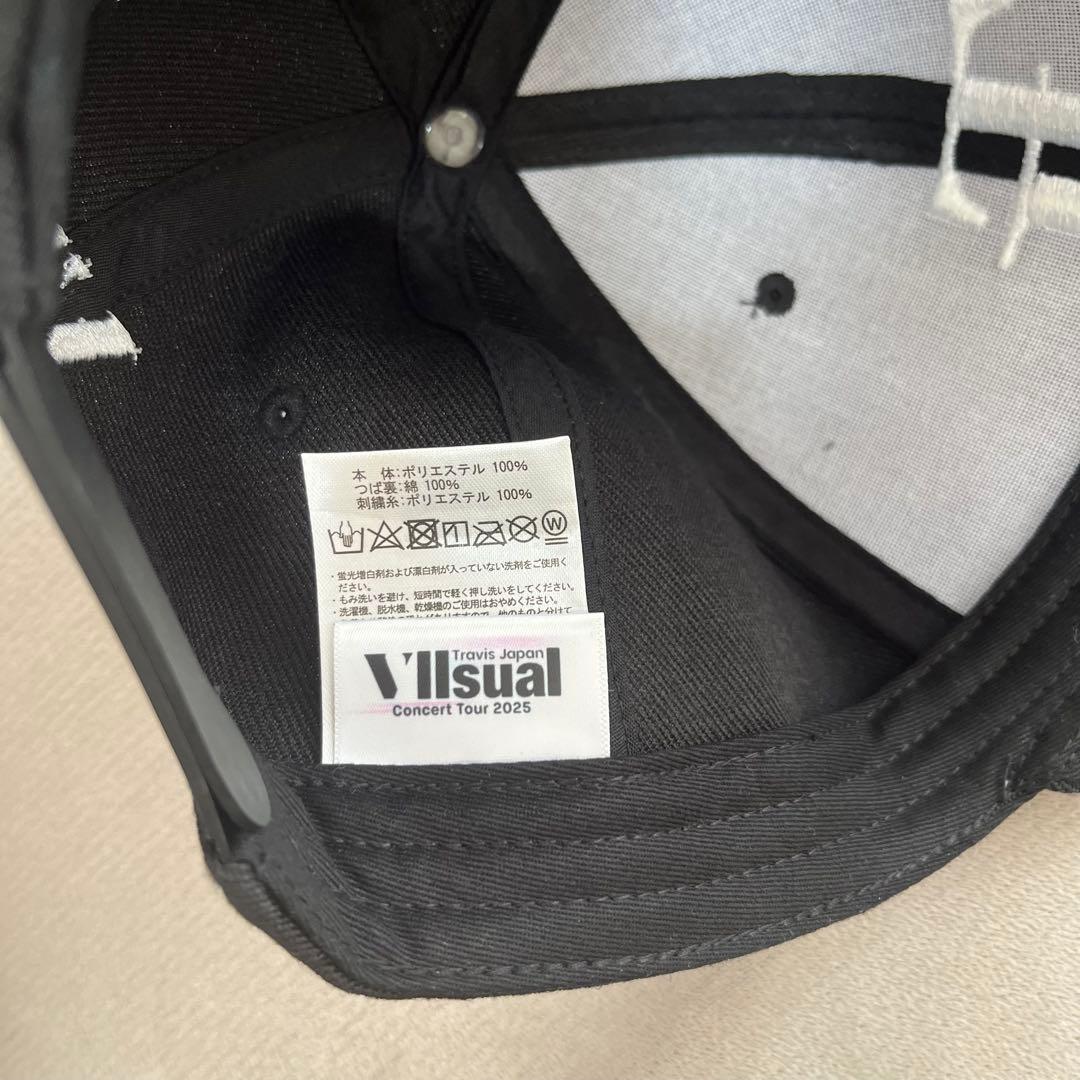 本 体:ポリエステル 100%
つば裏:綿 100%
刺繍糸:ポリエステル 100%
W
・蛍光増白剤および漂白剤が入っていない洗剤をご使用く
ださい。
・もみ洗いを避け、短時間で軽く押し洗いをしてください。
・洗濯機、脱水機、乾燥機のご使用はおやめください。
Travis Japan
VIIsual
Concert Tour 2025